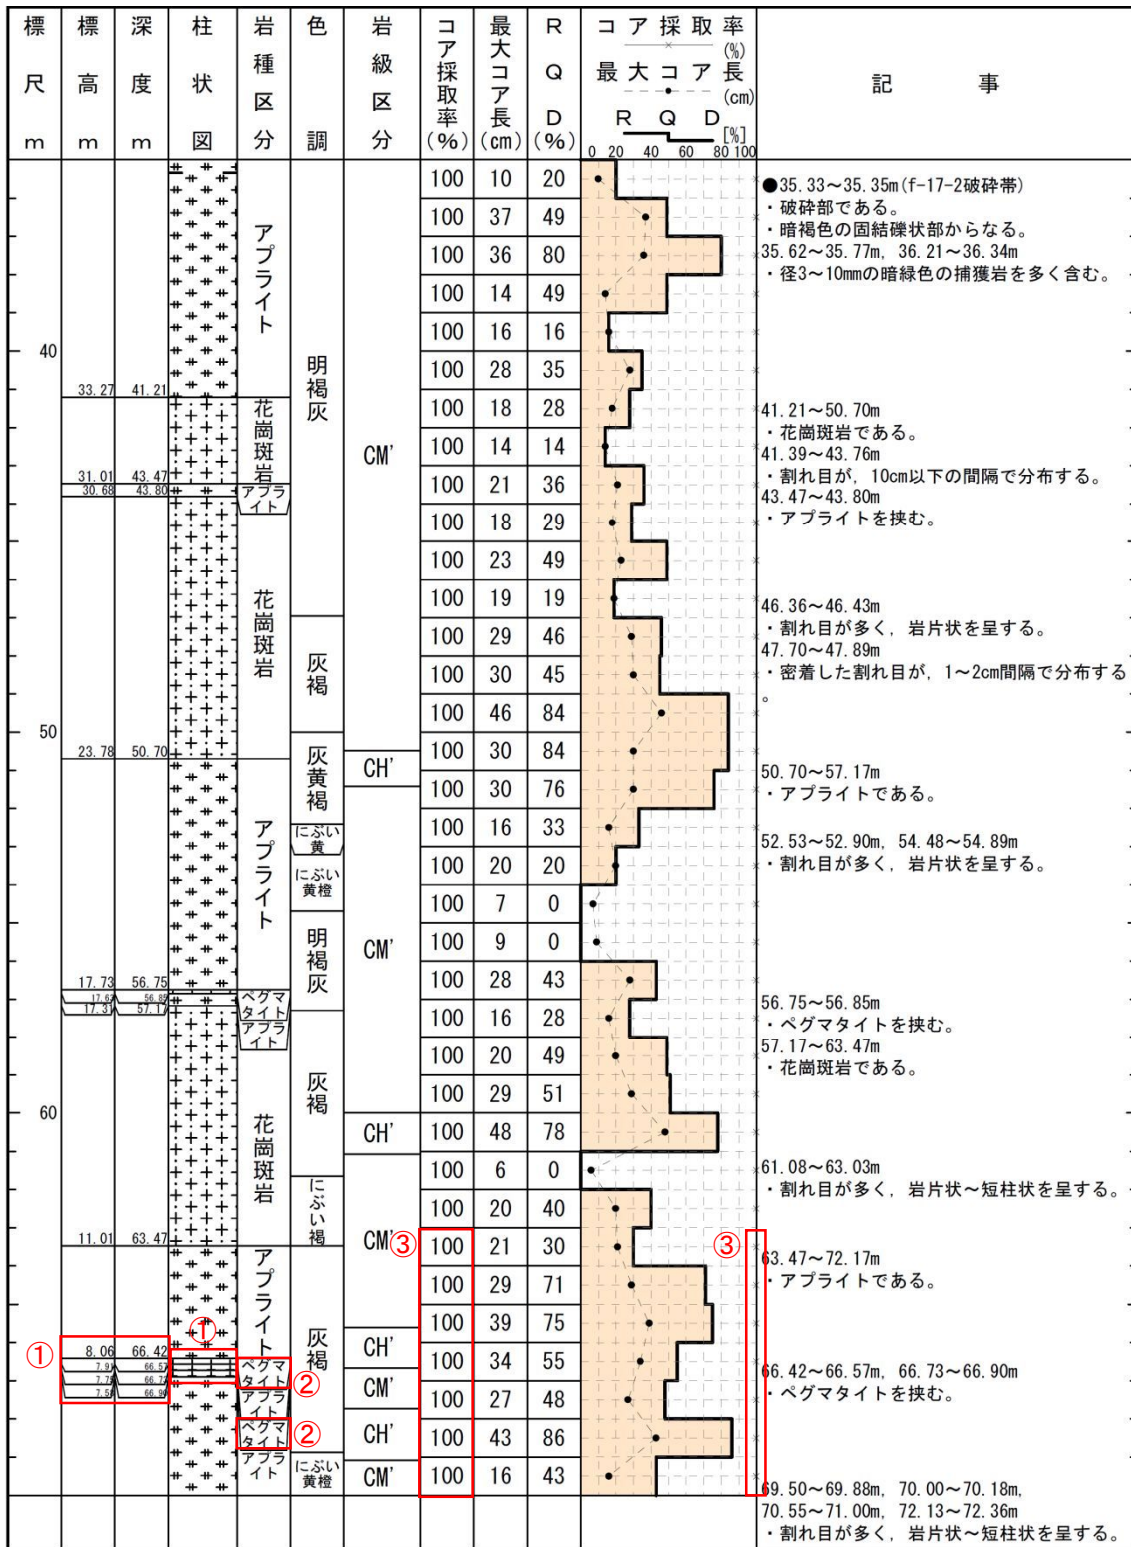 標尺m
標高m
深度m
柱状図
岩種区分
色調
岩級区分
コア採取率(%)
最大コア長(cm)
RQD(%)
コア採取率
(%)
最大コア長
(cm)
RQD
[%]
0 20 40 60 80 100
記事
40
50
60
33.27 41.21
31.01 43.47
30.68 43.80
23.78 50.70
17.73 56.75
17.63 56.85
17.31 57.17
11.01 63.47
①
8.06 66.42
7.91 66.57
7.75 66.73
7.58 66.90
①
アプライト
花崗斑岩
アプラ
イト
花崗斑岩
アプライト
ペグマ
タイト
アプラ
イト
花崗斑岩
アプライト
ペグマ
タイト
②
アプラ
イト
ペグマ
タイト
②
アプラ
イト
明褐灰
灰褐
灰黄褐
にぶい
黄
にぶい
黄橙
明褐灰
灰褐
にぶい褐
灰褐
にぶい
黄橙
CM'
CH'
CM'
CH'
CM'
CH'
CM'
CH'
CM'
100 10 20
100 37 49
100 36 80
100 14 49
100 16 16
100 28 35
100 18 28
100 14 14
100 21 36
100 18 29
100 23 49
100 19 19
100 29 46
100 30 45
100 46 84
100 30 84
100 30 76
100 16 33
100 20 20
100 7 0
100 9 0
100 28 43
100 16 28
100 20 49
100 29 51
100 48 78
100 6 0
100 20 40
③
100 21 30
100 29 71
100 39 75
100 34 55
100 27 48
100 43 86
100 16 43
③
●35.33～35.35m(f-17-2破砕帯)
・破砕部である。
・暗褐色の固結礫状部からなる。
35.62～35.77m, 36.21～36.34m
・径3～10mmの暗緑色の捕獲岩を多く含む。
41.21～50.70m
・花崗斑岩である。
41.39～43.76m
・割れ目が, 10cm以下の間隔で分布する。
43.47～43.80m
・アプライトを挟む。
46.36～46.43m
・割れ目が多く, 岩片状を呈する。
47.70～47.89m
・密着した割れ目が, 1～2cm間隔で分布する
。
50.70～57.17m
・アプライトである。
52.53～52.90m, 54.48～54.89m
・割れ目が多く, 岩片状を呈する。
56.75～56.85m
・ペグマタイトを挟む。
57.17～63.47m
・花崗斑岩である。
61.08～63.03m
・割れ目が多く, 岩片状～短柱状を呈する。
63.47～72.17m
・アプライトである。
66.42～66.57m, 66.73～66.90m
・ペグマタイトを挟む。
69.50～69.88m, 70.00～70.18m,
70.55～71.00m, 72.13～72.36m
・割れ目が多く, 岩片状～短柱状を呈する。